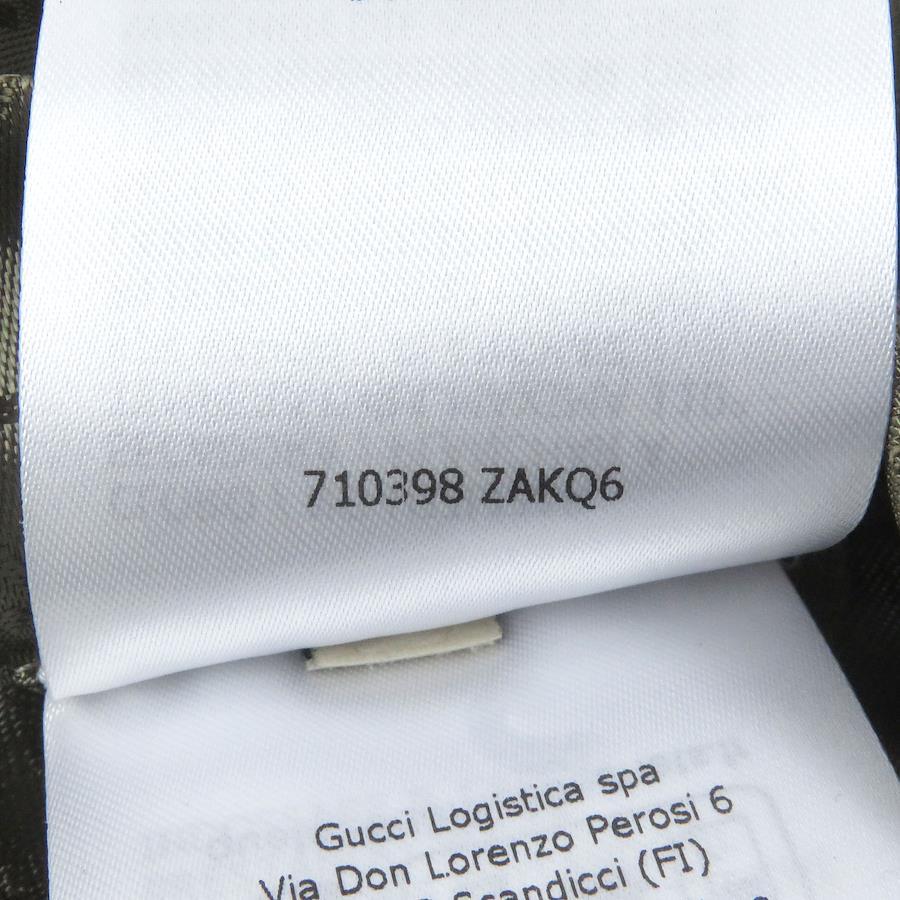 710398 ZAKQ6
Gucci Logistica spa
Via Don Lorenzo Perosi 6
Scandicci (FI)